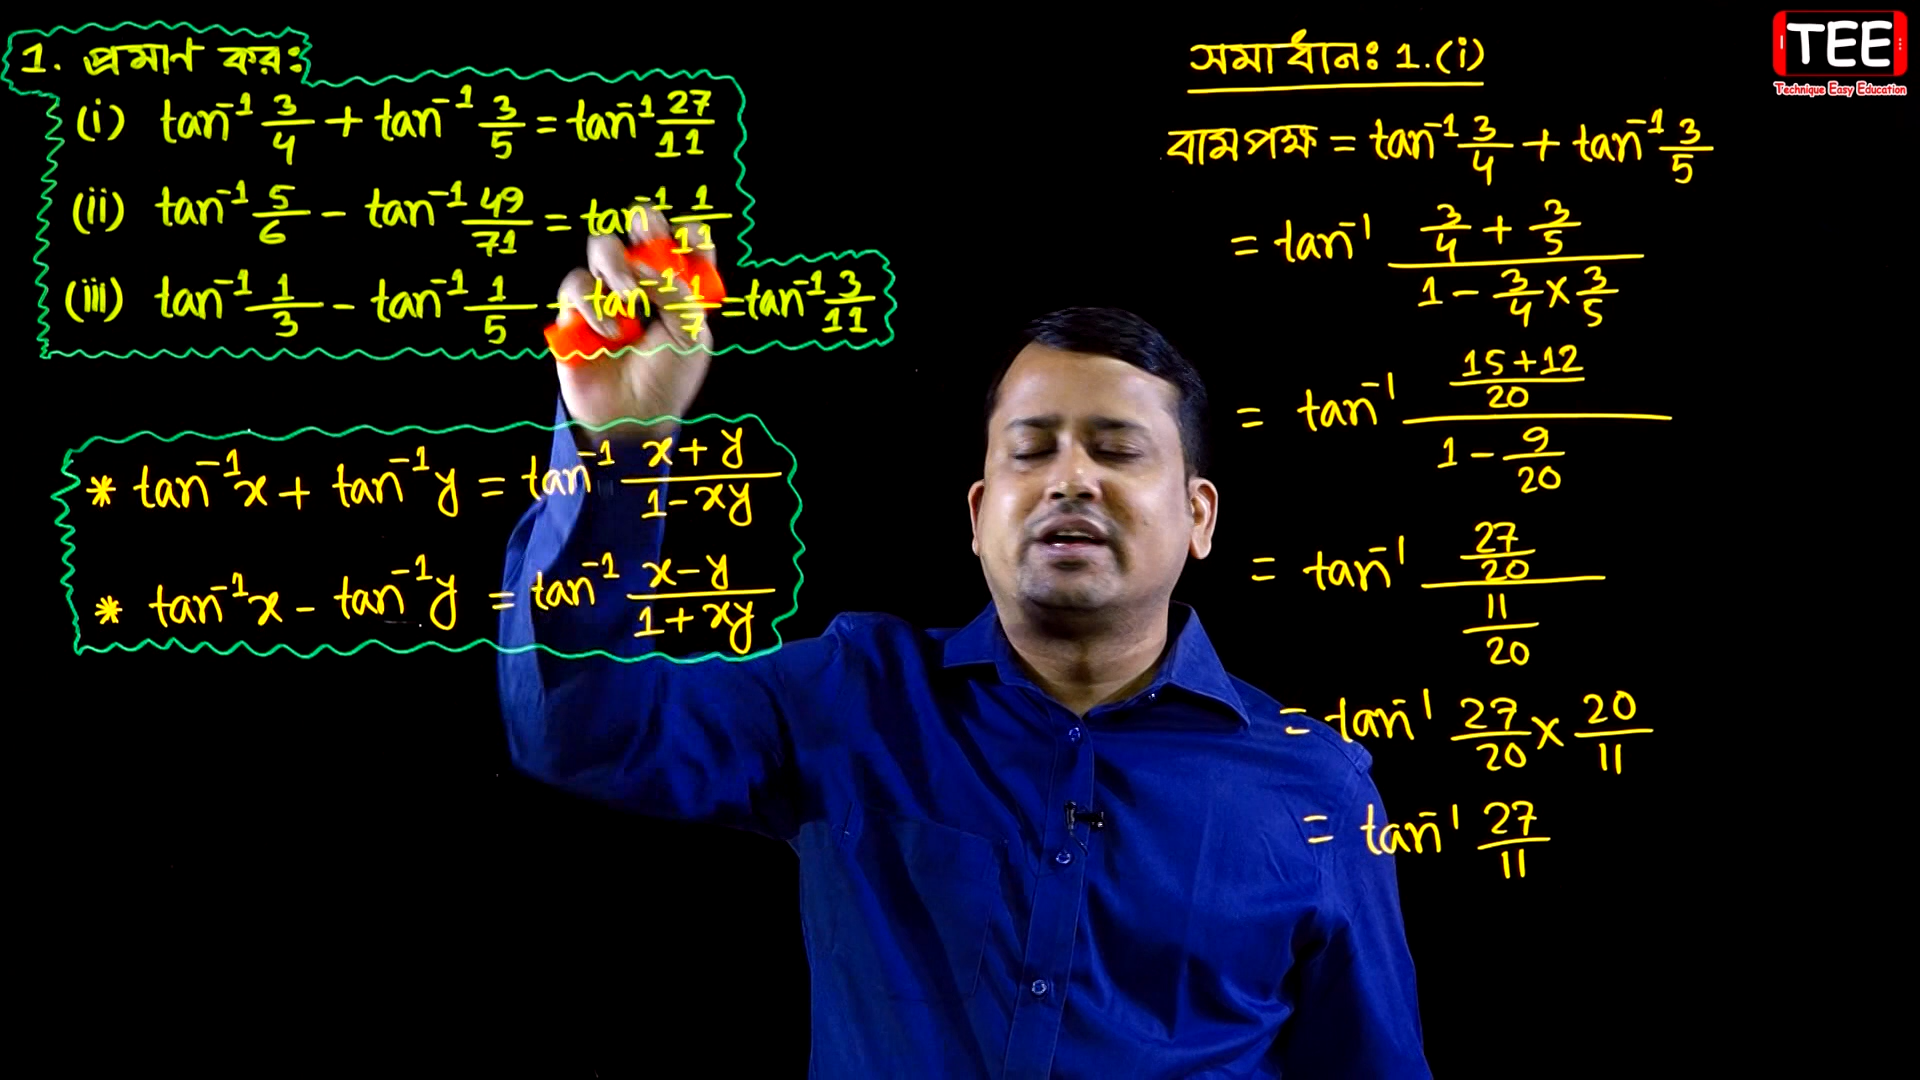 1. প্রমাণ কর:
(i) tan⁻¹ 3/4 + tan⁻¹ 3/5 = tan⁻¹ 27/11
(ii) tan⁻¹ 5/6 - tan⁻¹ 49/71 = tan⁻¹ 1/11
(iii) tan⁻¹ 1/3 - tan⁻¹ 1/5 + tan⁻¹ 1/7 = tan⁻¹ 3/11
* tan⁻¹x + tan⁻¹y = tan⁻¹ (x+y)/(1-xy)
* tan⁻¹x - tan⁻¹y = tan⁻¹ (x-y)/(1+xy)
সমাধান: 1.(i)
বামপক্ষ = tan⁻¹ 3/4 + tan⁻¹ 3/5
= tan⁻¹ (3/4 + 3/5)/(1 - 3/4 × 3/5)
= tan⁻¹ ((15+12)/20)/(1 - 9/20)
= tan⁻¹ (27/20)/(11/20)
= tan⁻¹ 27/20 × 20/11
= tan⁻¹ 27/11
TEE
Technique Easy Education